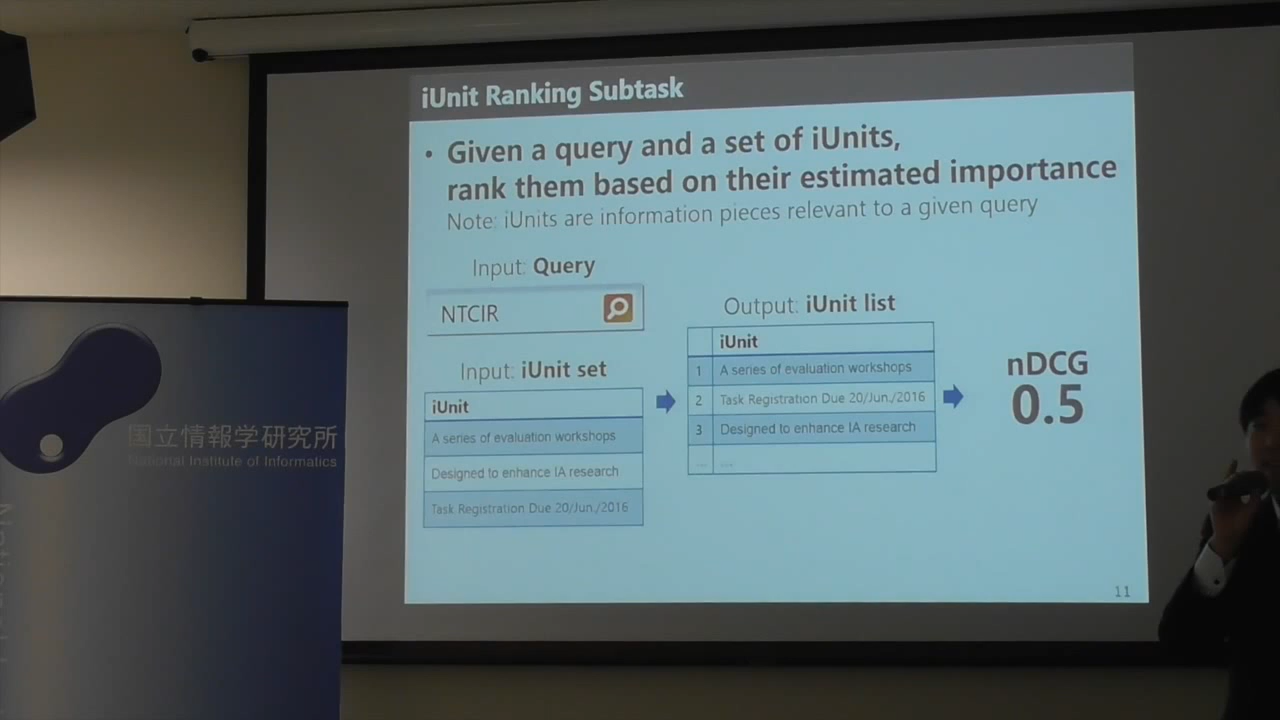 iUnit Ranking Subtask
• Given a query and a set of iUnits,
rank them based on their estimated importance
Note: iUnits are information pieces relevant to a given query
Input: Query
NTCIR
Input: iUnit set
iUnit
A series of evaluation workshops
Designed to enhance IA research
Task Registration Due 20/Jun./2016
Output: iUnit list
iUnit
1 A series of evaluation workshops
2 Task Registration Due 20/Jun./2016
3 Designed to enhance IA research
... ...
nDCG
0.5
11
国立情報学研究所
National Institute of Informatics